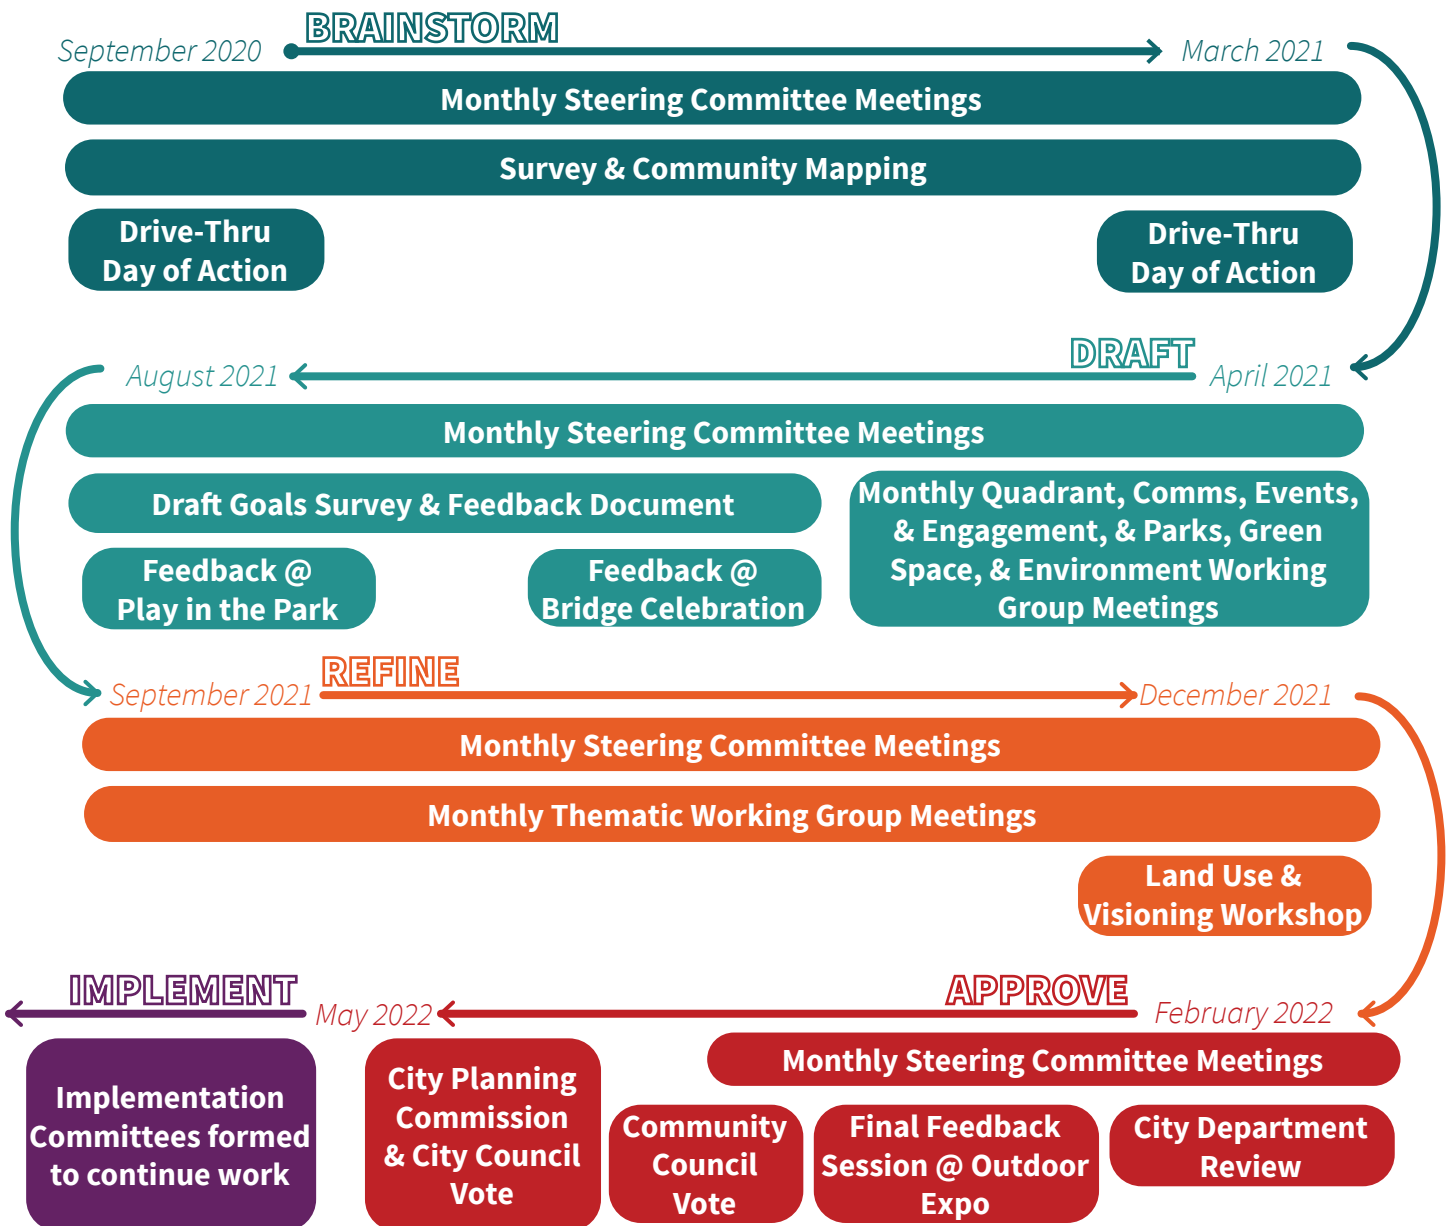 BRAINSTORM
September 2020
March 2021
Monthly Steering Committee Meetings
Survey & Community Mapping
Drive-Thru
Day of Action
Drive-Thru
Day of Action
DRAFT
August 2021
April 2021
Monthly Steering Committee Meetings
Draft Goals Survey & Feedback Document
Monthly Quadrant, Comms, Events,
& Engagement, & Parks, Green
Space, & Environment Working
Group Meetings
Feedback @
Play in the Park
Feedback @
Bridge Celebration
REFINE
September 2021
December 2021
Monthly Steering Committee Meetings
Monthly Thematic Working Group Meetings
Land Use &
Visioning Workshop
IMPLEMENT
May 2022
APPROVE
February 2022
Monthly Steering Committee Meetings
Implementation
Committees formed
to continue work
City Planning
Commission
& City Council
Vote
Community
Council
Vote
Final Feedback
Session @ Outdoor
Expo
City Department
Review